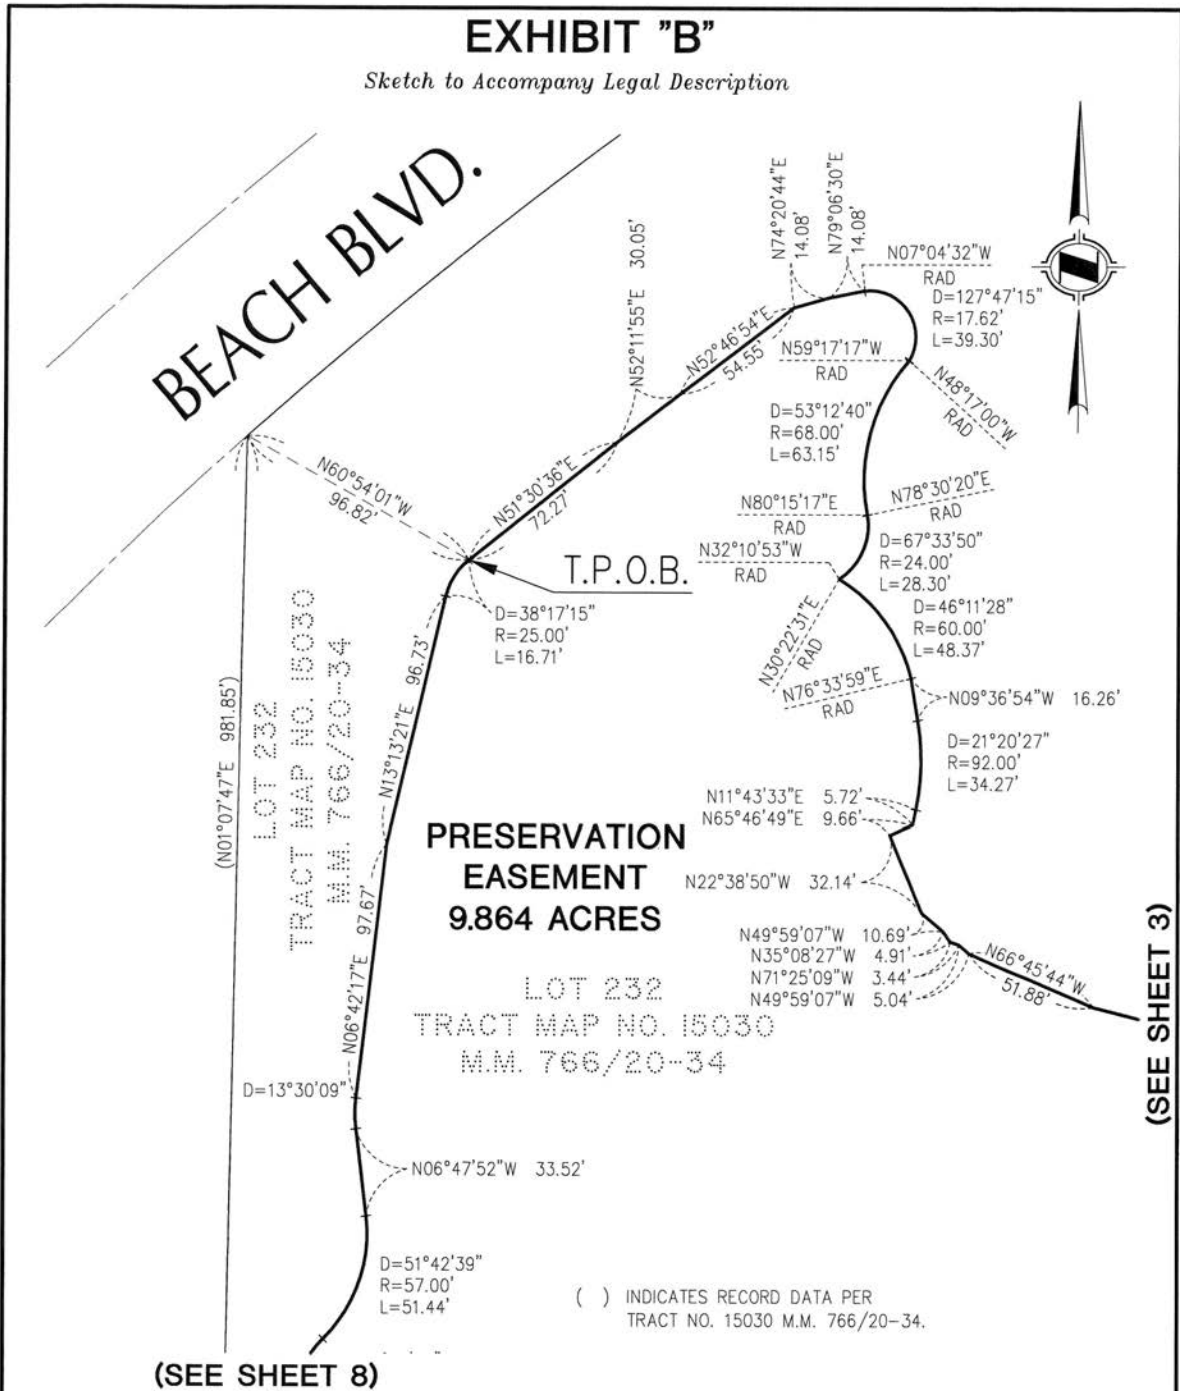 EXHIBIT "B"
Sketch to Accompany Legal Description
BEACH BLVD.
N74°20'44"E
14.08'
N79°06'30"E
14.08'
N07°04'32"W
RAD
D=127°47'15"
R=17.62'
L=39.30'
N52°11'55"E 30.05'
N52°46'54"E
54.55'
N59°17'17"W
RAD
N48°17'00"W
RAD
D=53°12'40"
R=68.00'
L=63.15'
N60°54'01"W
96.82'
N51°30'36"E
72.27'
N80°15'17"E
RAD
N78°30'20"E
RAD
N32°10'53"W
RAD
D=67°33'50"
R=24.00'
L=28.30'
T.P.O.B.
D=38°17'15"
R=25.00'
L=16.71'
D=46°11'28"
R=60.00'
L=48.37'
N30°22'31"E
RAD
N76°33'59"E
RAD
N09°36'54"W 16.26'
(N01°07'47"E 981.85')
LOT 232
TRACT MAP NO. 15030
M.M. 766/20-34
N13°13'21"E 96.73'
D=21°20'27"
R=92.00'
L=34.27'
N11°43'33"E 5.72'
N65°46'49"E 9.66'
PRESERVATION
EASEMENT
9.864 ACRES
N22°38'50"W 32.14'
N06°42'17"E 97.67'
N49°59'07"W 10.69'
N35°08'27"W 4.91'
N71°25'09"W 3.44'
N49°59'07"W 5.04'
N66°45'44"W
51.88'
(SEE SHEET 3)
LOT 232
TRACT MAP NO. 15030
M.M. 766/20-34
D=13°30'09"
N06°47'52"W 33.52'
D=51°42'39"
R=57.00'
L=51.44'
( ) INDICATES RECORD DATA PER
TRACT NO. 15030 M.M. 766/20-34.
(SEE SHEET 8)